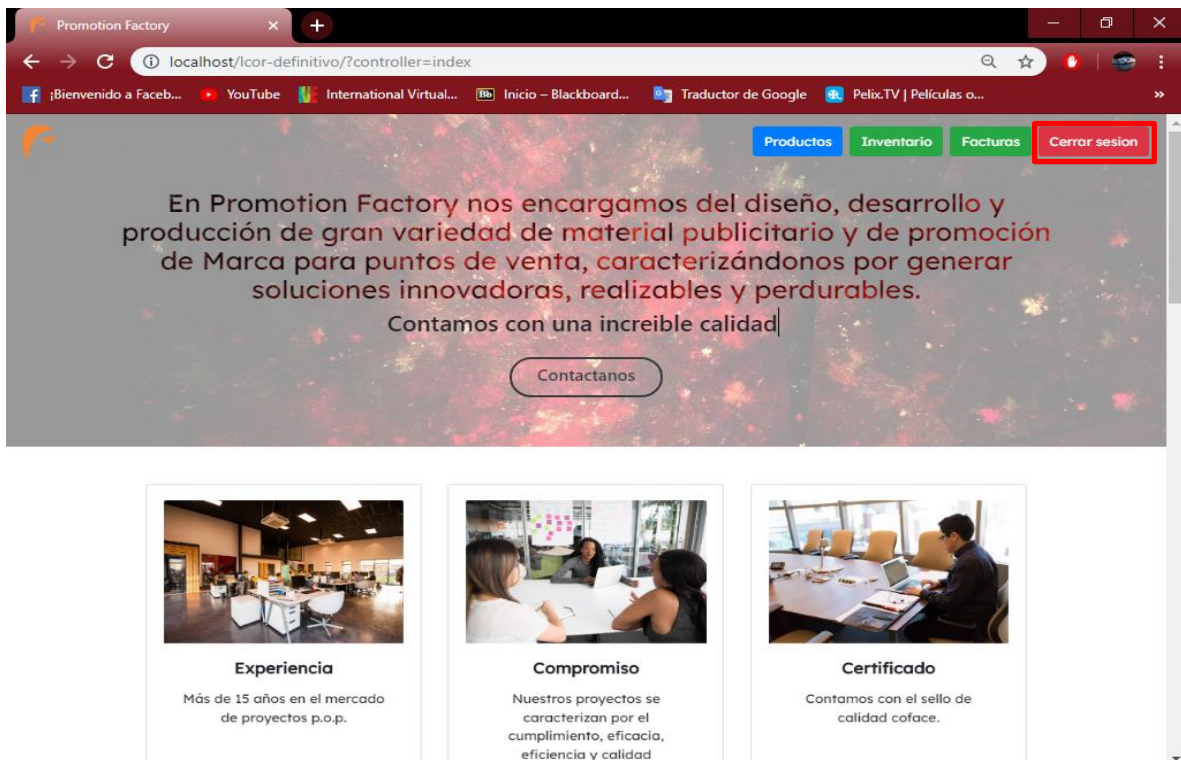 Promotion Factory
localhost/lcor-definitivo/?controller=index
¡Bienvenido a Faceb...
YouTube
International Virtual...
Bb
Inicio – Blackboard...
Traductor de Google
Pelix.TV | Películas o...
»
Productos
Inventario
Facturas
Cerrar sesion
En Promotion Factory nos encargamos del diseño, desarrollo y
producción de gran variedad de material publicitario y de promoción
de Marca para puntos de venta, caracterizándonos por generar
soluciones innovadoras, realizables y perdurables.
Contamos con una increible calidad
Contactanos
Experiencia
Más de 15 años en el mercado
de proyectos p.o.p.
Compromiso
Nuestros proyectos se
caracterizan por el
cumplimiento, eficacia,
eficiencia y calidad
Certificado
Contamos con el sello de
calidad coface.